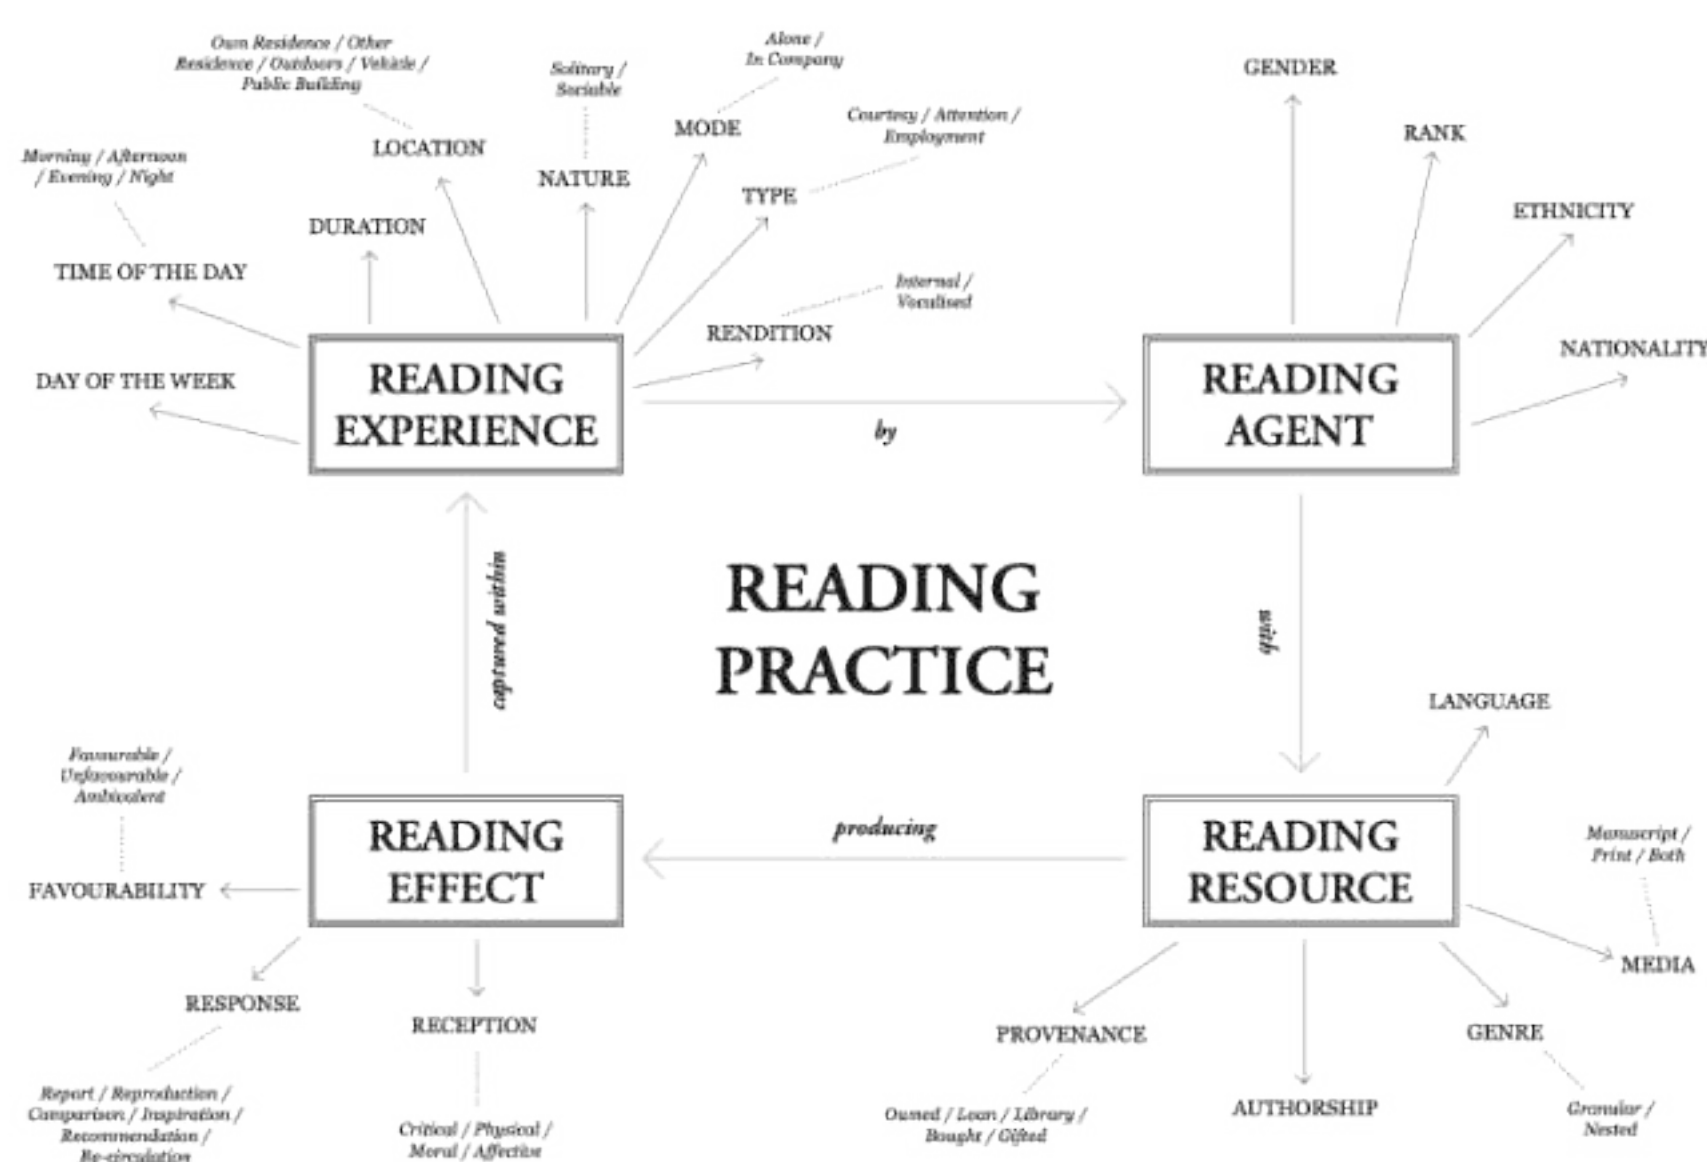 Own Residence / Other
Residence / Outdoors / Vehicle /
Public Building
LOCATION
Solitary /
Sociable
NATURE
Alone /
In Company
MODE
Courtesy / Attention /
Employment
TYPE
Morning / Afternoon
/ Evening / Night
TIME OF THE DAY
DURATION
DAY OF THE WEEK
Internal /
Vocalised
RENDITION
READING
EXPERIENCE
by
GENDER
RANK
ETHNICITY
NATIONALITY
READING
AGENT
captured within
READING
PRACTICE
with
Favourable /
Unfavourable /
Ambivalent
FAVOURABILITY
READING
EFFECT
producing
READING
RESOURCE
LANGUAGE
Manuscript /
Print / Both
MEDIA
RESPONSE
Report / Reproduction /
Comparison / Inspiration /
Recommendation /
Re-circulation
RECEPTION
Critical / Physical /
Moral / Affective
PROVENANCE
Owned / Loan / Library /
Bought / Gifted
AUTHORSHIP
GENRE
Granular /
Nested